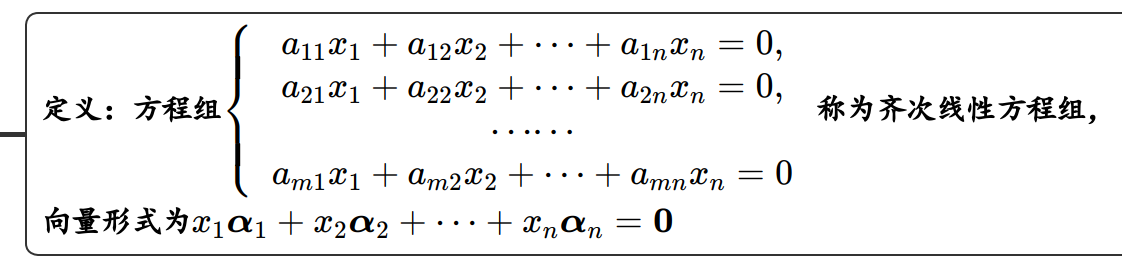 a₁₁x₁ + a₁₂x₂ + ··· + a₁ₙxₙ = 0,
a₂₁x₁ + a₂₂x₂ + ··· + a₂ₙxₙ = 0,
定义：方程组 { 称为齐次线性方程组，
······
aₘ₁x₁ + aₘ₂x₂ + ··· + aₘₙxₙ = 0
向量形式为x₁α₁ + x₂α₂ + ··· + xₙαₙ = 0